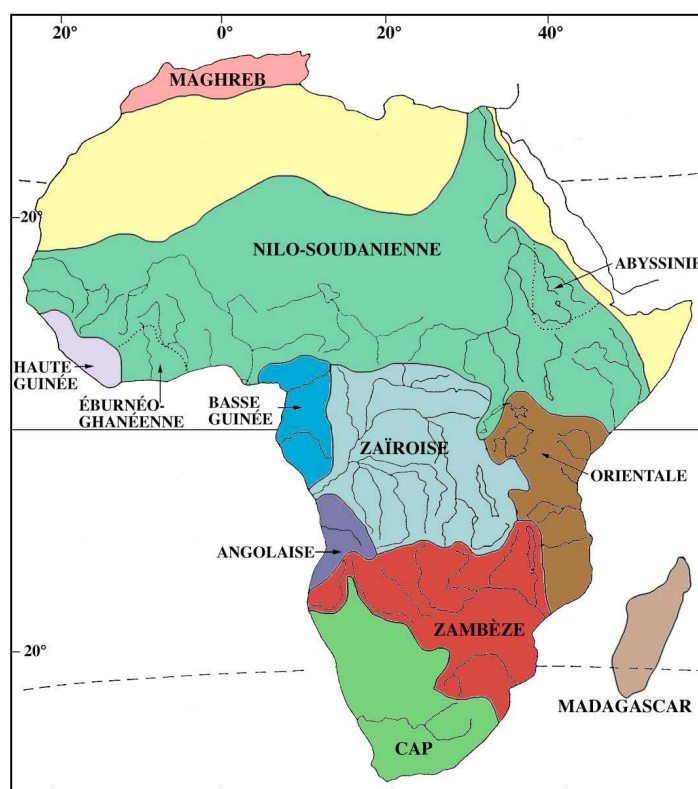 20° 0° 20° 40°
MAGHREB
20°
NILO-SOUDANIENNE
ABYSSINIE
HAUTE
GUINÉE
ÉBURNÉO-
GHANÉENNE
BASSE
GUINÉE
ZAÏROISE
ORIENTALE
ANGOLAISE
ZAMBÈZE
20°
MADAGASCAR
CAP